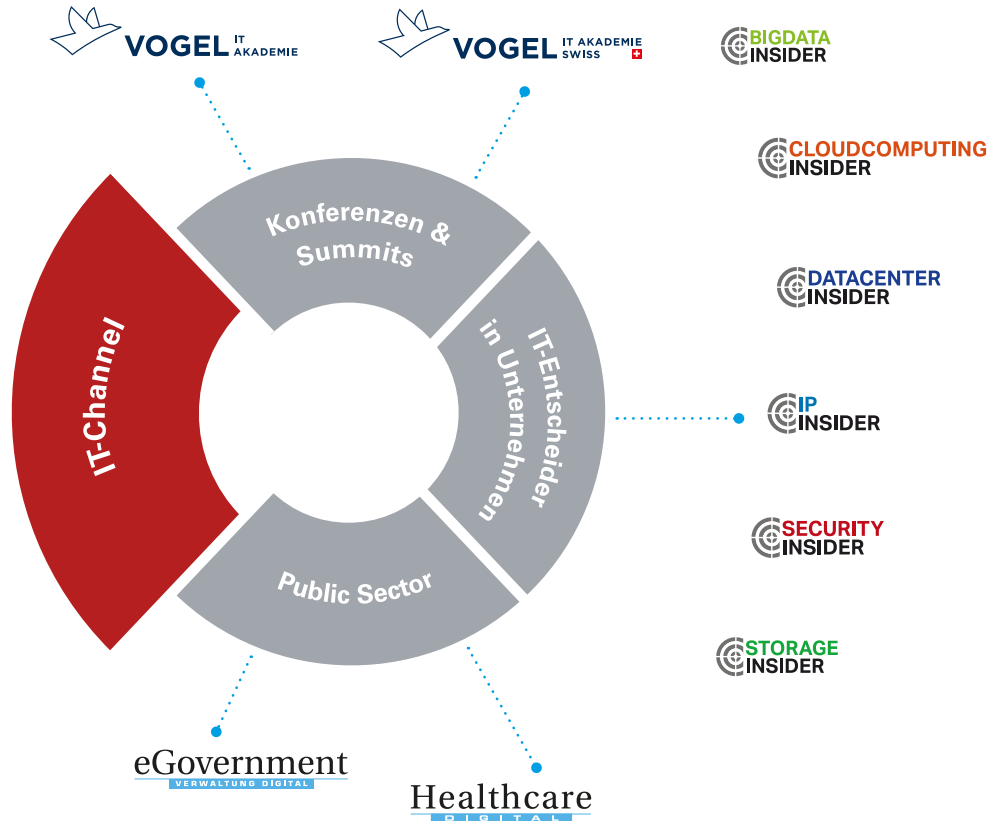 VOGEL IT
AKADEMIE
VOGEL IT AKADEMIE
SWISS
BIGDATA
INSIDER
CLOUDCOMPUTING
INSIDER
DATACENTER
INSIDER
IP
INSIDER
SECURITY
INSIDER
STORAGE
INSIDER
Konferenzen &
Summits
IT-Entscheider
in Unternehmen
IT-Channel
Public Sector
eGovernment
VERWALTUNG DIGITAL
Healthcare
DIGITAL